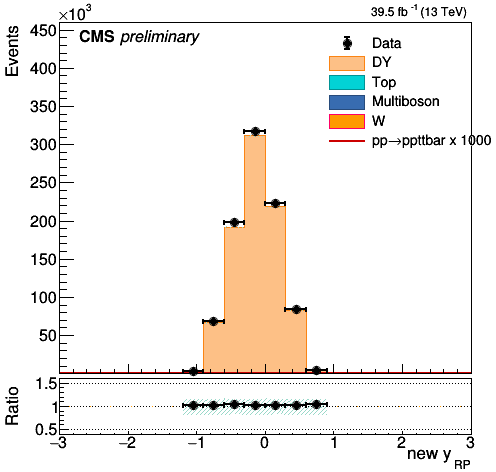 ×10³
39.5 fb⁻¹ (13 TeV)
Events
450
400
350
300
250
200
150
100
50
CMS preliminary
Data
DY
Top
Multiboson
W
pp→ppttbar x 1000
Ratio
1.5
1
0.5
−3 −2 −1 0 1 2 3
new y_RP